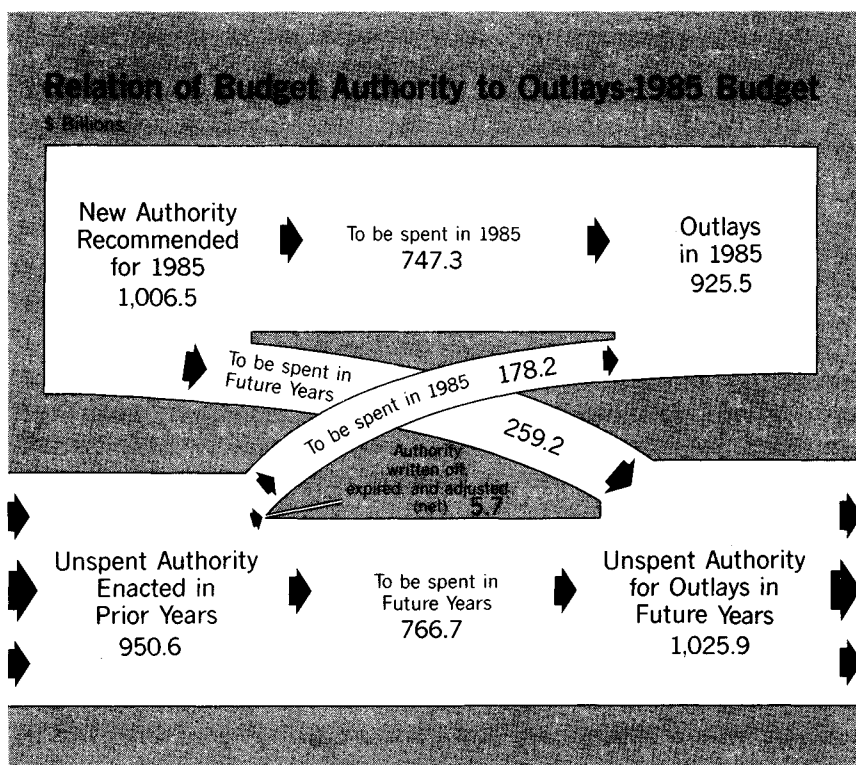 Relation of Budget Authority to Outlays-1985 Budget
$ Billions
New Authority
Recommended
for 1985
1,006.5
To be spent in 1985
747.3
Outlays
in 1985
925.5
To be spent in
Future Years
259.2
To be spent in 1985 178.2
Authority
written off,
expired and adjusted
(net) 5.7
Unspent Authority
Enacted in
Prior Years
950.6
To be spent in
Future Years
766.7
Unspent Authority
for Outlays in
Future Years
1,025.9